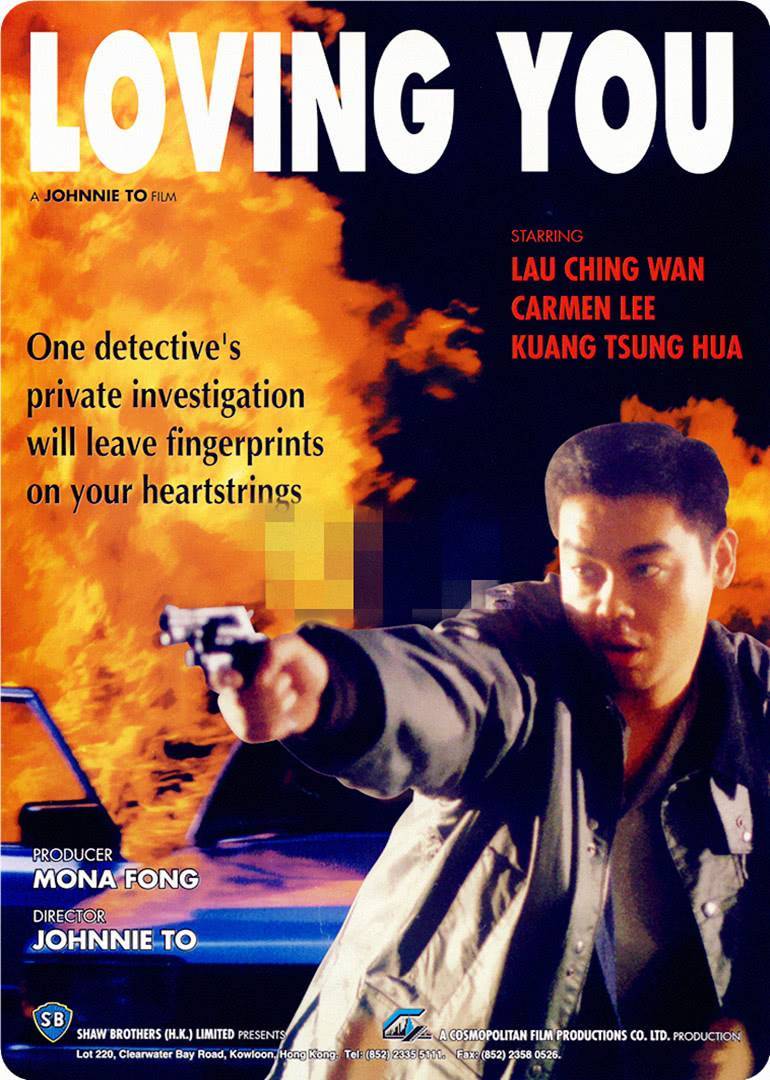 LOVING YOU
A JOHNNIE TO FILM
STARRING
LAU CHING WAN
CARMEN LEE
KUANG TSUNG HUA
One detective's
private investigation
will leave fingerprints
on your heartstrings
PRODUCER
MONA FONG
DIRECTOR
JOHNNIE TO
SB
SHAW BROTHERS (H.K.) LIMITED PRESENTS
A COSMOPOLITAN FILM PRODUCTIONS CO. LTD. PRODUCTION
Lot 220, Clearwater Bay Road, Kowloon, Hong Kong. Tel: (852) 2335 5111. Fax: (852) 2358 0526.